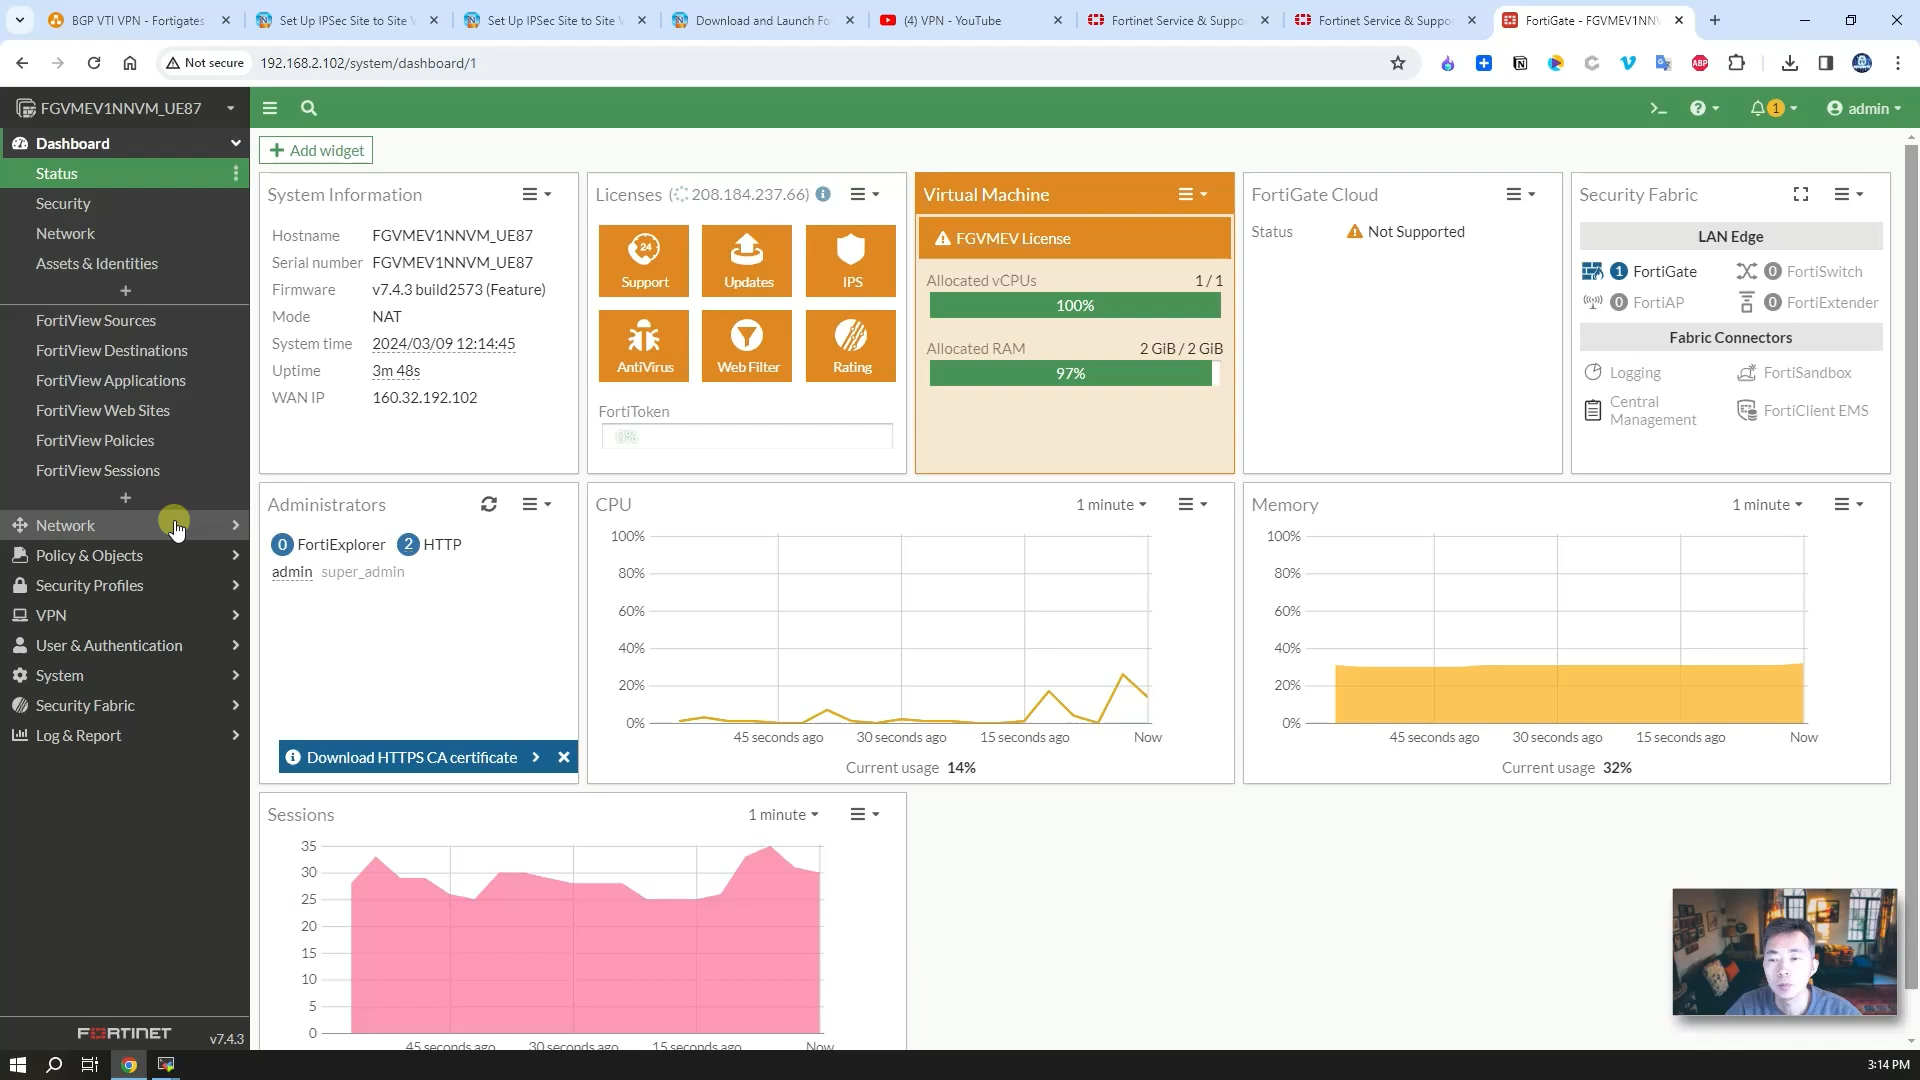 BGP VTI VPN - Fortigates
Set Up IPSec Site to Site V
Set Up IPSec Site to Site V
Download and Launch Fo
(4) VPN - YouTube
Fortinet Service & Suppo
Fortinet Service & Suppo
FortiGate - FGVMEV1NNV
Not secure
192.168.2.102/system/dashboard/1
ABP
FGVMEV1NNVM_UE87
1
admin
Dashboard
Status
Security
Network
Assets & Identities
FortiView Sources
FortiView Destinations
FortiView Applications
FortiView Web Sites
FortiView Policies
FortiView Sessions
Network
Policy & Objects
Security Profiles
VPN
User & Authentication
System
Security Fabric
Log & Report
FORTINET
v7.4.3
Add widget
System Information
Hostname FGVMEV1NNVM_UE87
Serial number FGVMEV1NNVM_UE87
Firmware v7.4.3 build2573 (Feature)
Mode NAT
System time 2024/03/09 12:14:45
Uptime 3m 48s
WAN IP 160.32.192.102
Licenses (208.184.237.66)
24
Support
Updates
IPS
AntiVirus
Web Filter
Rating
FortiToken
0%
Virtual Machine
FGVMEV License
Allocated vCPUs 1 / 1
100%
Allocated RAM 2 GiB / 2 GiB
97%
FortiGate Cloud
Status Not Supported
Security Fabric
LAN Edge
1 FortiGate
0 FortiSwitch
0 FortiAP
0 FortiExtender
Fabric Connectors
Logging
FortiSandbox
Central Management
FortiClient EMS
Administrators
0 FortiExplorer 2 HTTP
admin super_admin
Download HTTPS CA certificate
CPU
1 minute
100%
80%
60%
40%
20%
0%
45 seconds ago 30 seconds ago 15 seconds ago Now
Current usage 14%
Memory
1 minute
100%
80%
60%
40%
20%
0%
45 seconds ago 30 seconds ago 15 seconds ago Now
Current usage 32%
Sessions
1 minute
35
30
25
20
15
10
5
0
45 seconds ago 30 seconds ago 15 seconds ago Now
3:14 PM